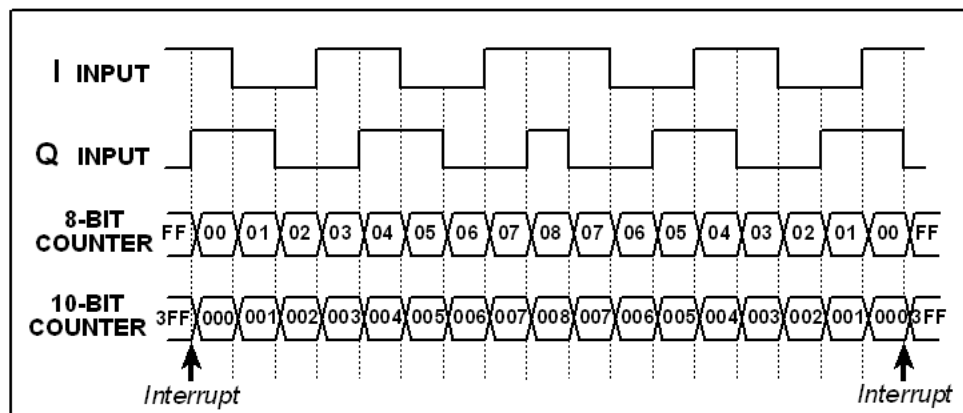 I INPUT
Q INPUT
8-BIT
COUNTER
FF 00 01 02 03 04 05 06 07 08 07 06 05 04 03 02 01 00 FF
10-BIT
COUNTER
3FF 000 001 002 003 004 005 006 007 008 007 006 005 004 003 002 001 000 3FF
Interrupt Interrupt